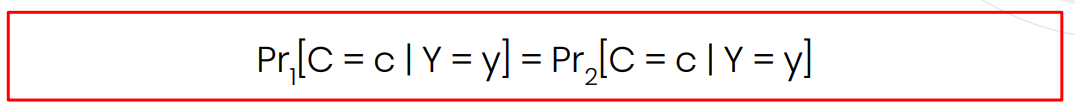 Pr₁[C = c | Y = y] = Pr₂[C = c | Y = y]